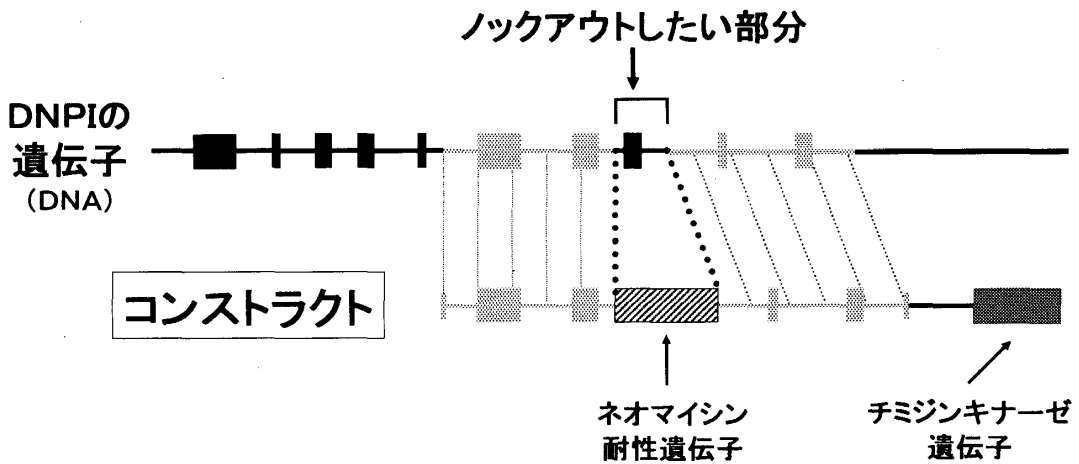 ノックアウトしたい部分
DNPIの
遺伝子
(DNA)
コンストラクト
ネオマイシン
耐性遺伝子
チミジンキナーゼ
遺伝子